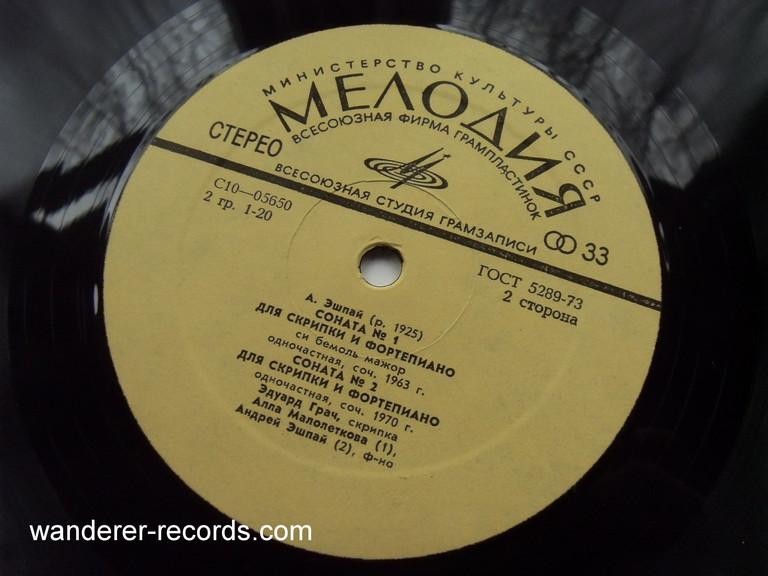 МИНИСТЕРСТВО КУЛЬТУРЫ СССР
МЕЛОДИЯ
ВСЕСОЮЗНАЯ ФИРМА ГРАМПЛАСТИНОК
СТЕРЕО
ВСЕСОЮЗНАЯ СТУДИЯ ГРАМЗАПИСИ
33
С10—05650
2 гр. 1-20
ГОСТ 5289-73
2 сторона
А. Эшпай (р. 1925)
СОНАТА № 1
ДЛЯ СКРИПКИ И ФОРТЕПИАНО
си бемоль мажор
одночастная, соч. 1963 г.
СОНАТА № 2
ДЛЯ СКРИПКИ И ФОРТЕПИАНО
одночастная, соч. 1970 г.
Эдуард Грач, скрипка
Алла Малолеткова (1),
Андрей Эшпай (2), ф-но
wanderer-records.com